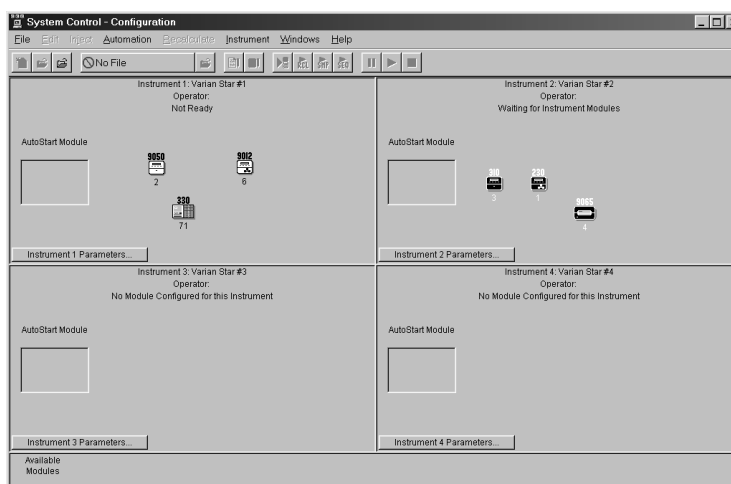 System Control - Configuration
File Edit Inject Automation Recalculate Instrument Windows Help
No File
RCL SMP SEQ
Instrument 1: Varian Star #1
Operator:
Not Ready
AutoStart Module
9050
2
9012
6
330
71
Instrument 1 Parameters...
Instrument 2: Varian Star #2
Operator:
Waiting for Instrument Modules
AutoStart Module
310
3
230
1
9065
4
Instrument 2 Parameters...
Instrument 3: Varian Star #3
Operator:
No Module Configured for this Instrument
AutoStart Module
Instrument 3 Parameters...
Instrument 4: Varian Star #4
Operator:
No Module Configured for this Instrument
AutoStart Module
Instrument 4 Parameters...
Available
Modules